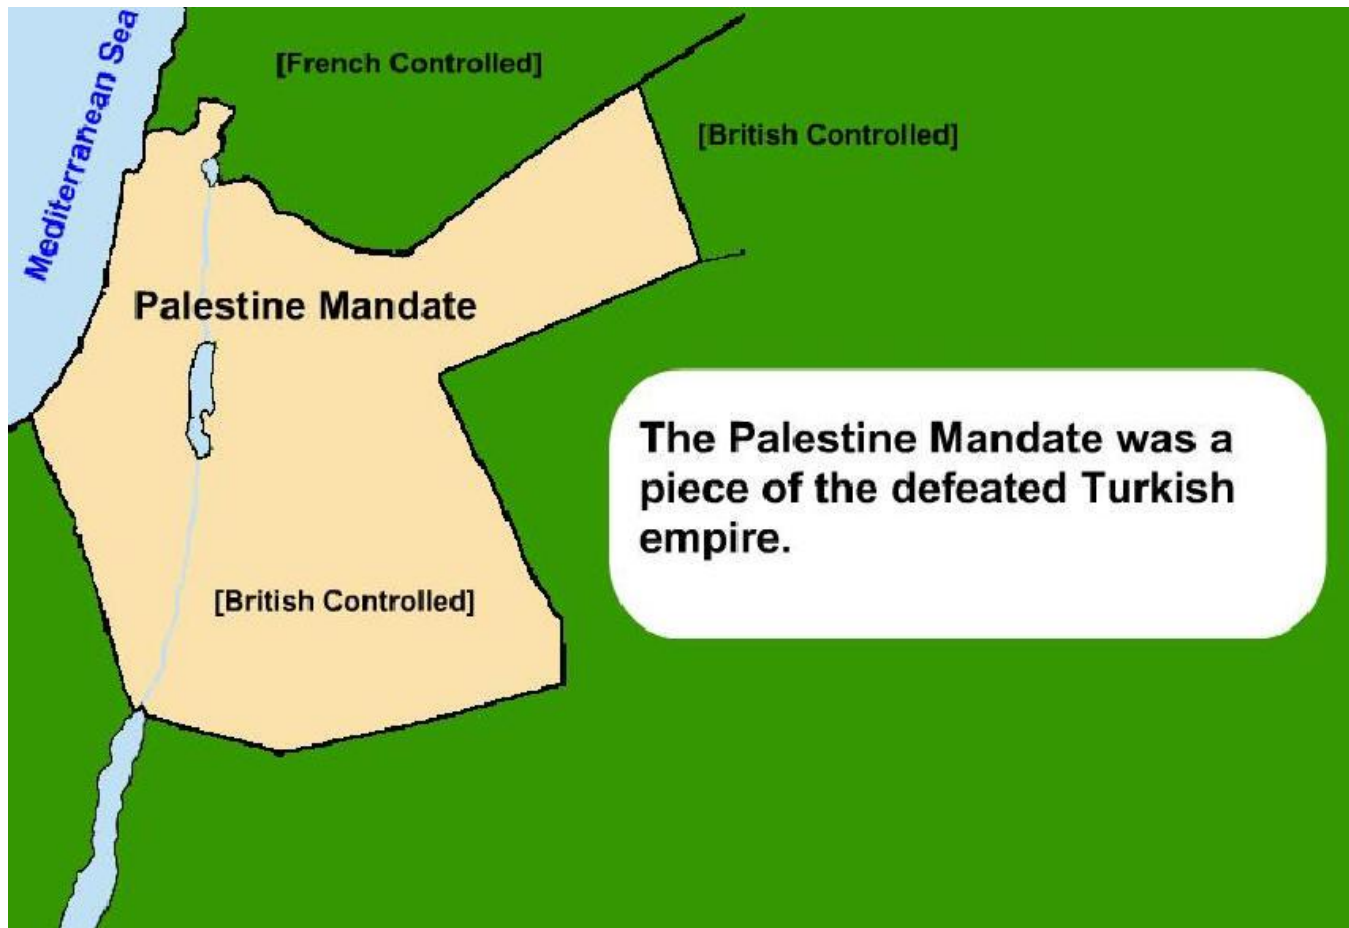 Mediterranean Sea
[French Controlled]
[British Controlled]
Palestine Mandate
The Palestine Mandate was a
piece of the defeated Turkish
empire.
[British Controlled]